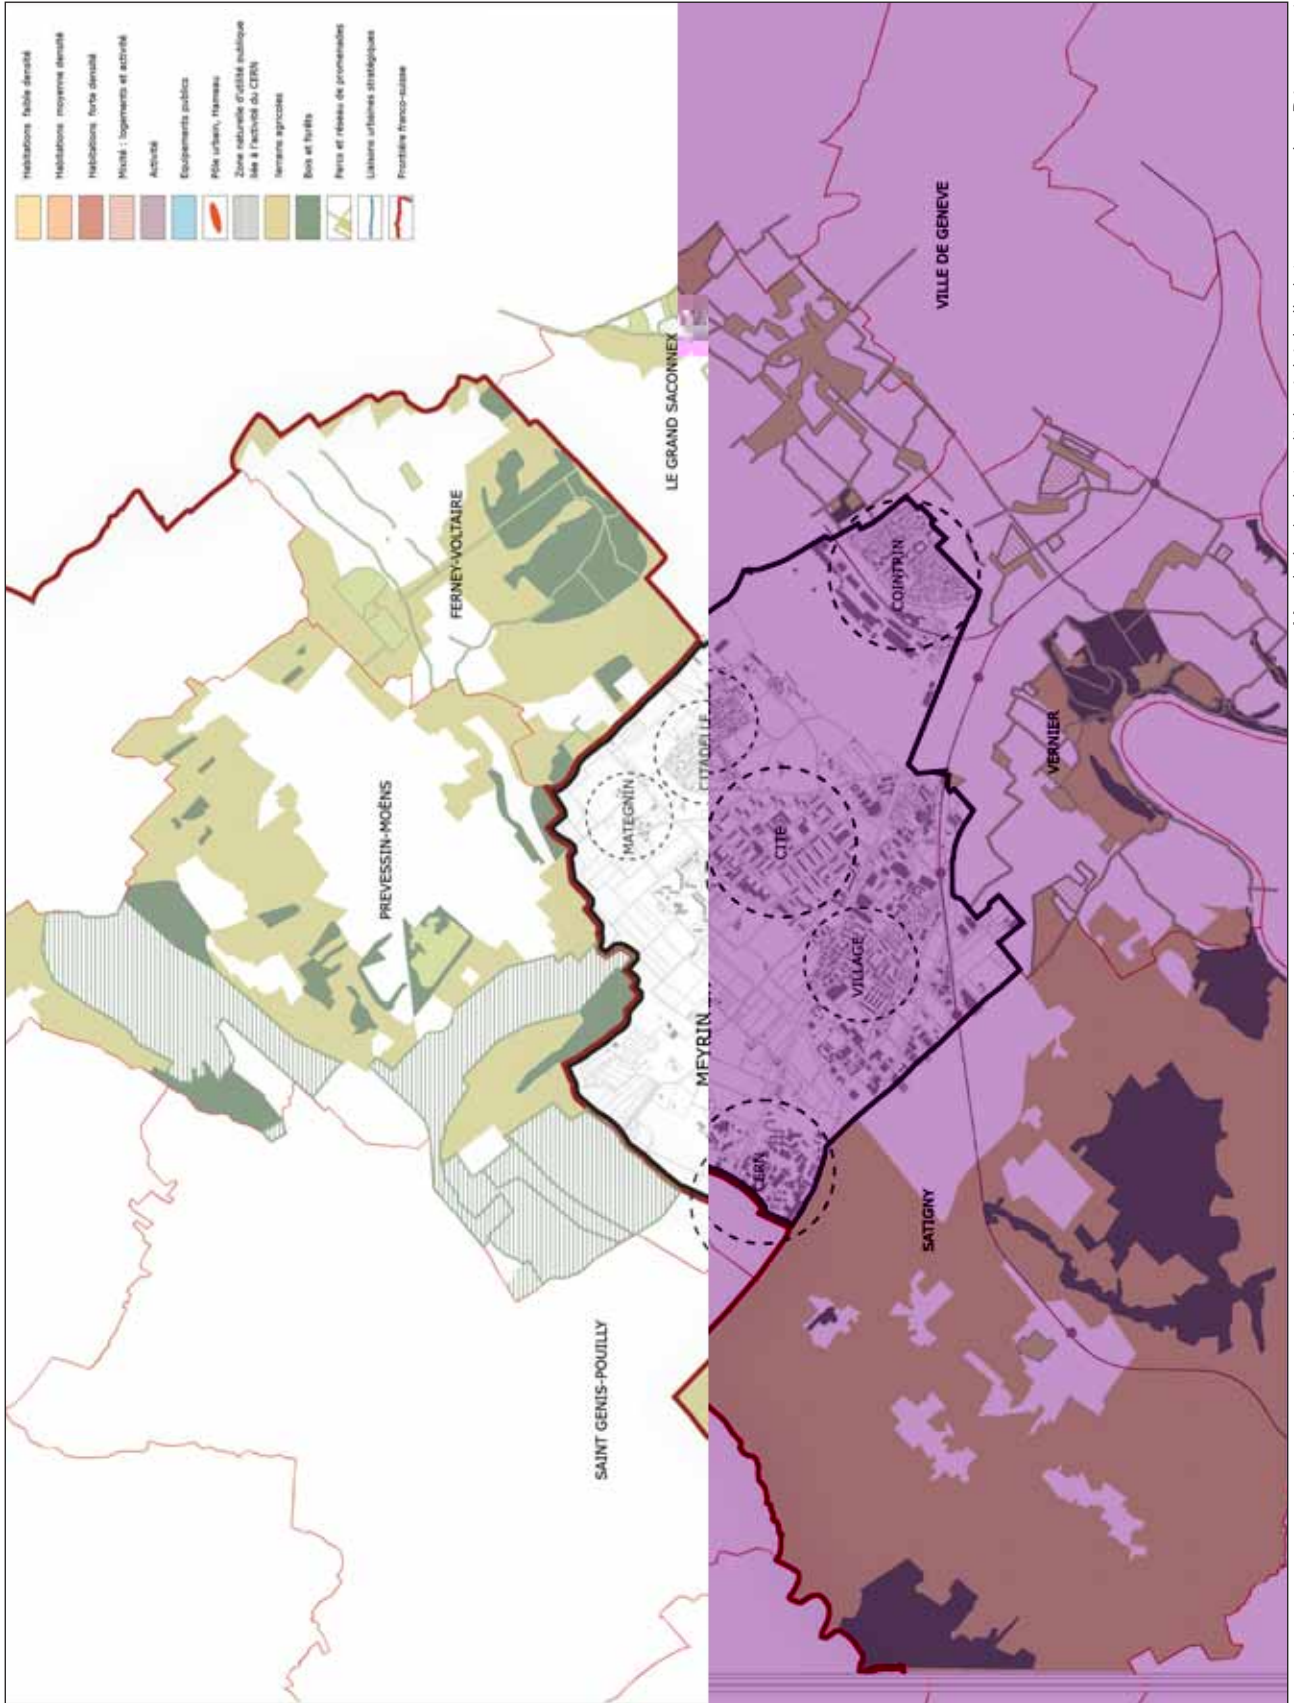 Habitations faible densité
Habitations moyenne densité
Habitations forte densité
Mixité : logements et activité
Activité
Equipements publics
Pôle urbain, Hameau
Zone naturelle d'utilité publique
liée à l'activité du CERN
Terrains agricoles
Bois et forêts
Parcs et réseau de promenades
Liaisons urbaines stratégiques
Frontière franco-suisse
VILLE DE GENEVE
LE GRAND SACONNEX
FERNEY-VOLTAIRE
COINTRIN
VERNIER
CITADELLE
MATEGNIN
CITE
PREVESSIN-MOËNS
VILLAGE
MEYRIN
CERN
SATIGNY
SAINT GENIS-POUILLY